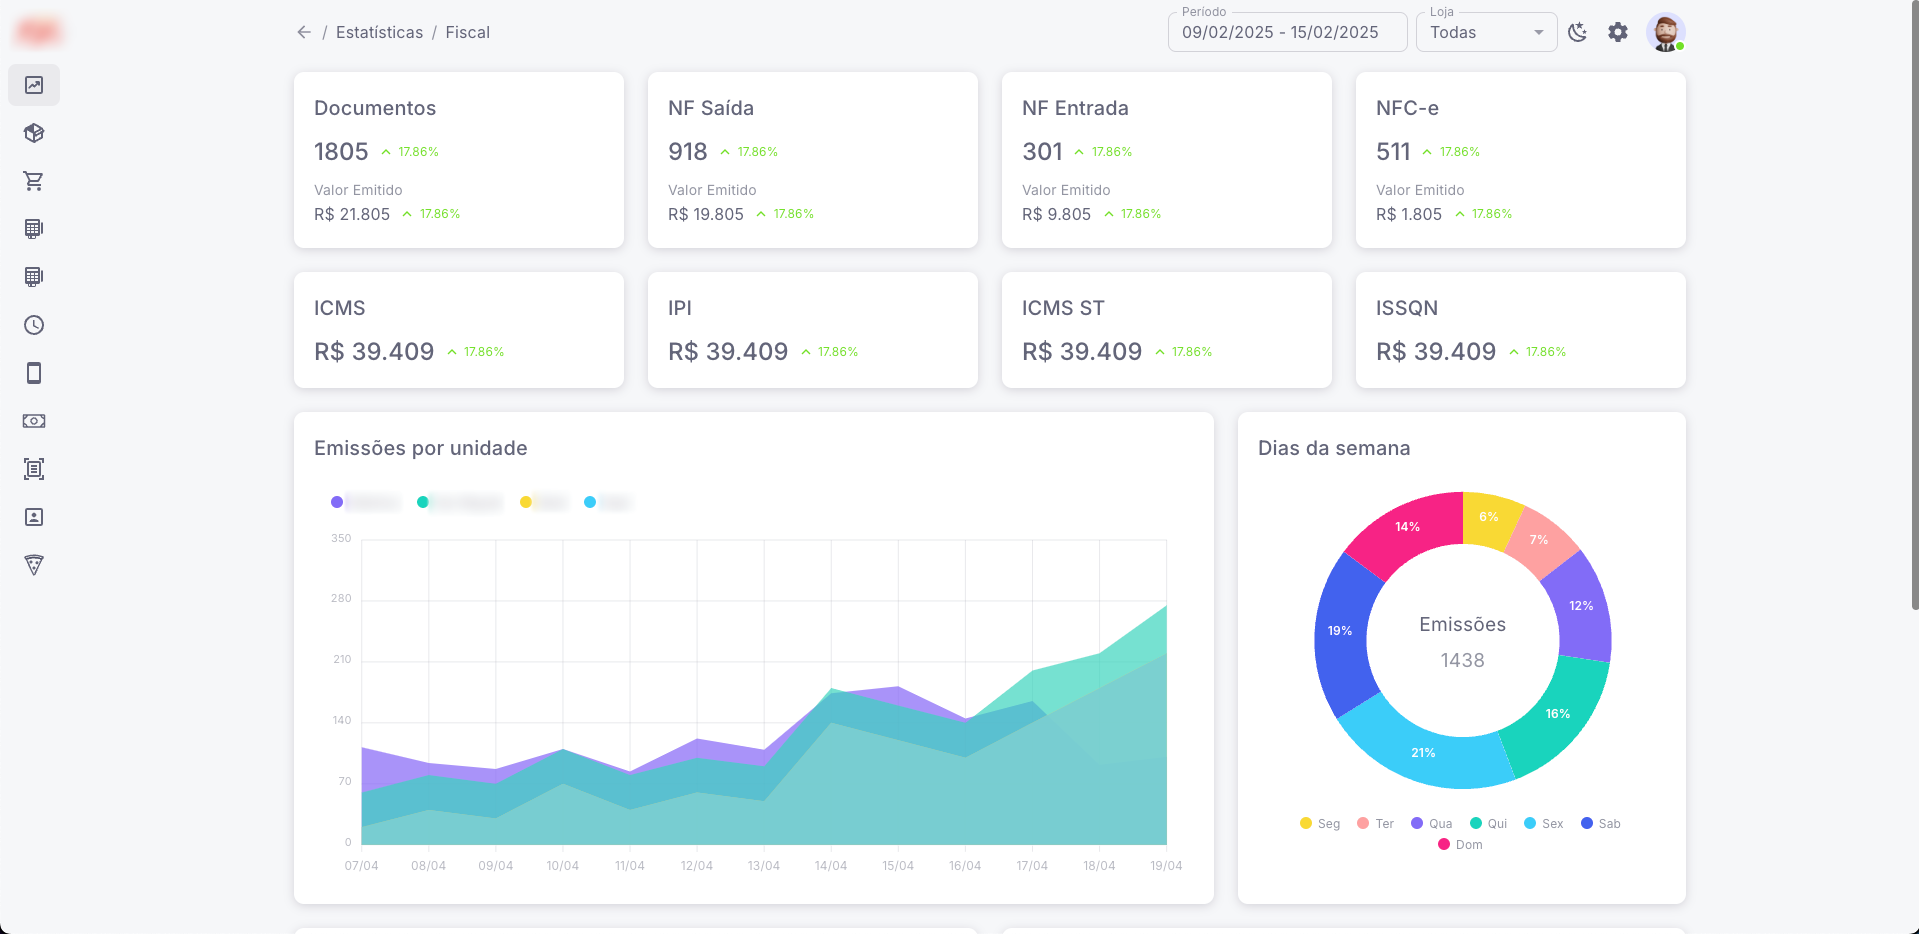 / Estatísticas / Fiscal
Período
09/02/2025 - 15/02/2025
Loja
Todas
Documentos
1805 17.86%
Valor Emitido
R$ 21.805 17.86%
NF Saída
918 17.86%
Valor Emitido
R$ 19.805 17.86%
NF Entrada
301 17.86%
Valor Emitido
R$ 9.805 17.86%
NFC-e
511 17.86%
Valor Emitido
R$ 1.805 17.86%
ICMS
R$ 39.409 17.86%
IPI
R$ 39.409 17.86%
ICMS ST
R$ 39.409 17.86%
ISSQN
R$ 39.409 17.86%
Emissões por unidade
350
280
210
140
70
0
07/04 08/04 09/04 10/04 11/04 12/04 13/04 14/04 15/04 16/04 17/04 18/04 19/04
Dias da semana
6%
7%
12%
16%
21%
19%
14%
Emissões
1438
Seg Ter Qua Qui Sex Sab
Dom